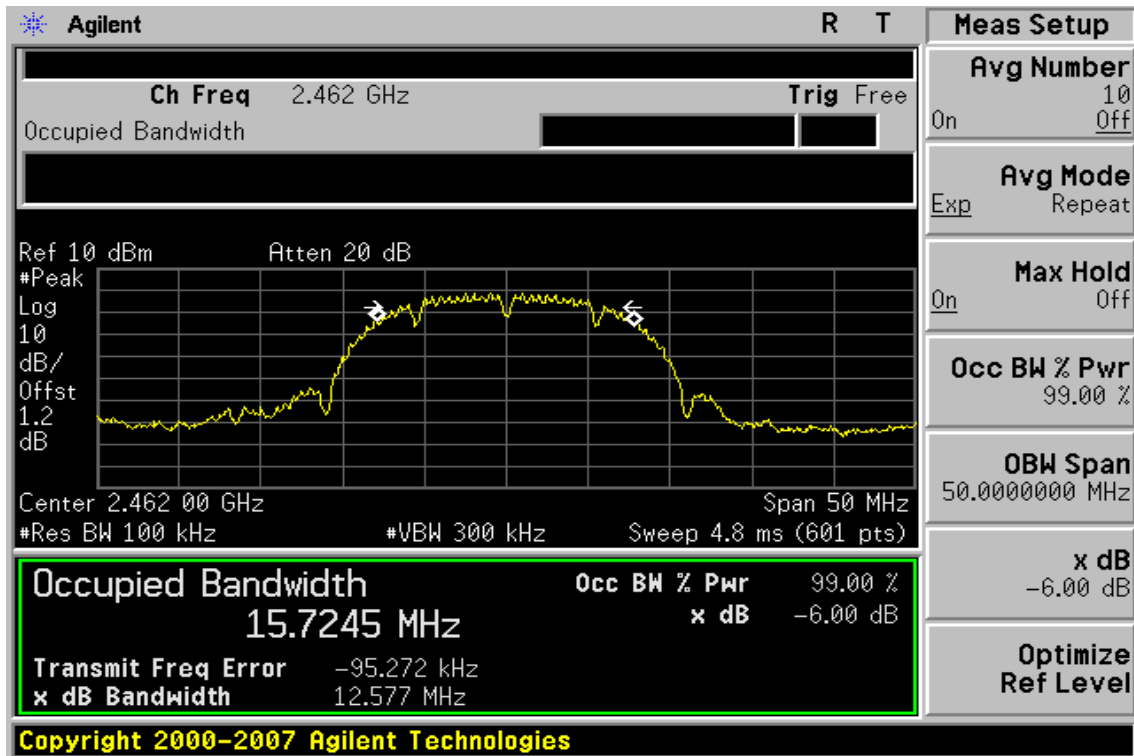 Agilent R T
Ch Freq 2.462 GHz Trig Free
Occupied Bandwidth
Ref 10 dBm Atten 20 dB
#Peak
Log
10
dB/
Offst
1.2
dB
Center 2.462 00 GHz Span 50 MHz
#Res BW 100 kHz #VBW 300 kHz Sweep 4.8 ms (601 pts)
Occupied Bandwidth Occ BW % Pwr 99.00 %
15.7245 MHz x dB -6.00 dB
Transmit Freq Error -95.272 kHz
x dB Bandwidth 12.577 MHz
Copyright 2000-2007 Agilent Technologies
Meas Setup
Avg Number
10
On Off
Avg Mode
Exp Repeat
Max Hold
On Off
Occ BW % Pwr
99.00 %
OBW Span
50.0000000 MHz
x dB
-6.00 dB
Optimize
Ref Level